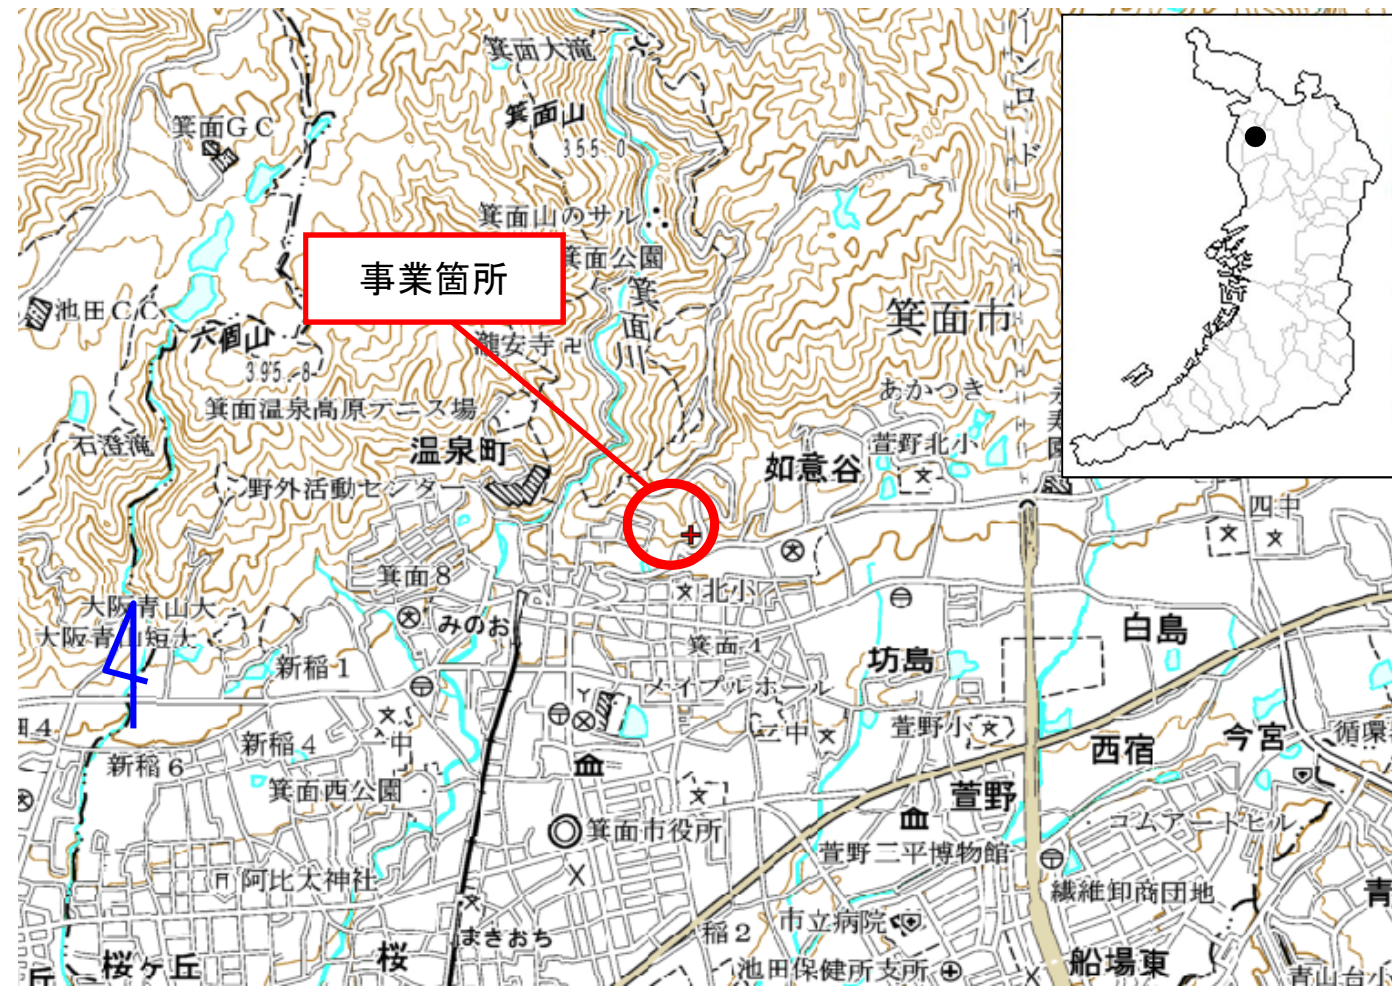 箕面大滝
箕面山
355.0
箕面GC
箕面山のサル
箕面公園
箕面川
事業箇所
池田CC
六個山
395.8
瀧安寺
箕面市
箕面温泉高原テニス場
石澄滝
温泉町
野外活動センター
あかつき
萱野北小
如意谷
四中
箕面8
北小
大阪青山大
大阪青山短大
みのお
箕面4
白島
坊島
新稲1
メイプルホール
新稲4
新稲6
一中
二中
萱野小
西宿
今宮
循環
箕面西公園
萱野
コムアートヒル
箕面市役所
萱野三平博物館
阿比太神社
繊維卸商団地
稲2
市立病院
まきおち
桜ヶ丘
桜
池田保健所支所
船場東
青
青山台小
丘